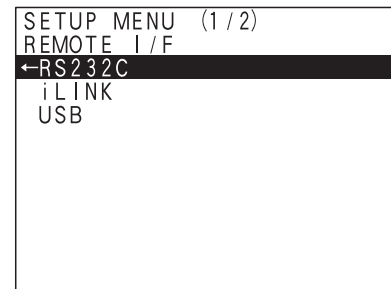 SETUP MENU (1/2)
REMOTE I/F
←RS232C
iLINK
USB